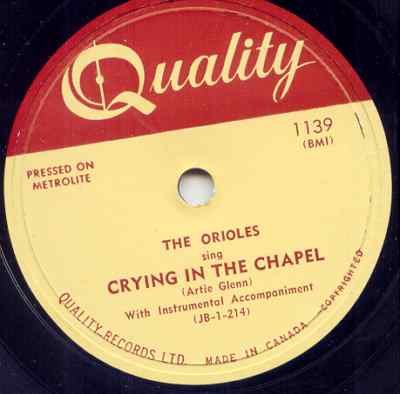 Quality
1139
(BMI)
PRESSED ON
METROLITE
THE ORIOLES
sing
CRYING IN THE CHAPEL
(Artie Glenn)
With Instrumental Accompaniment
(JB-1-214)
QUALITY RECORDS LTD. MADE IN CANADA COPYRIGHTED